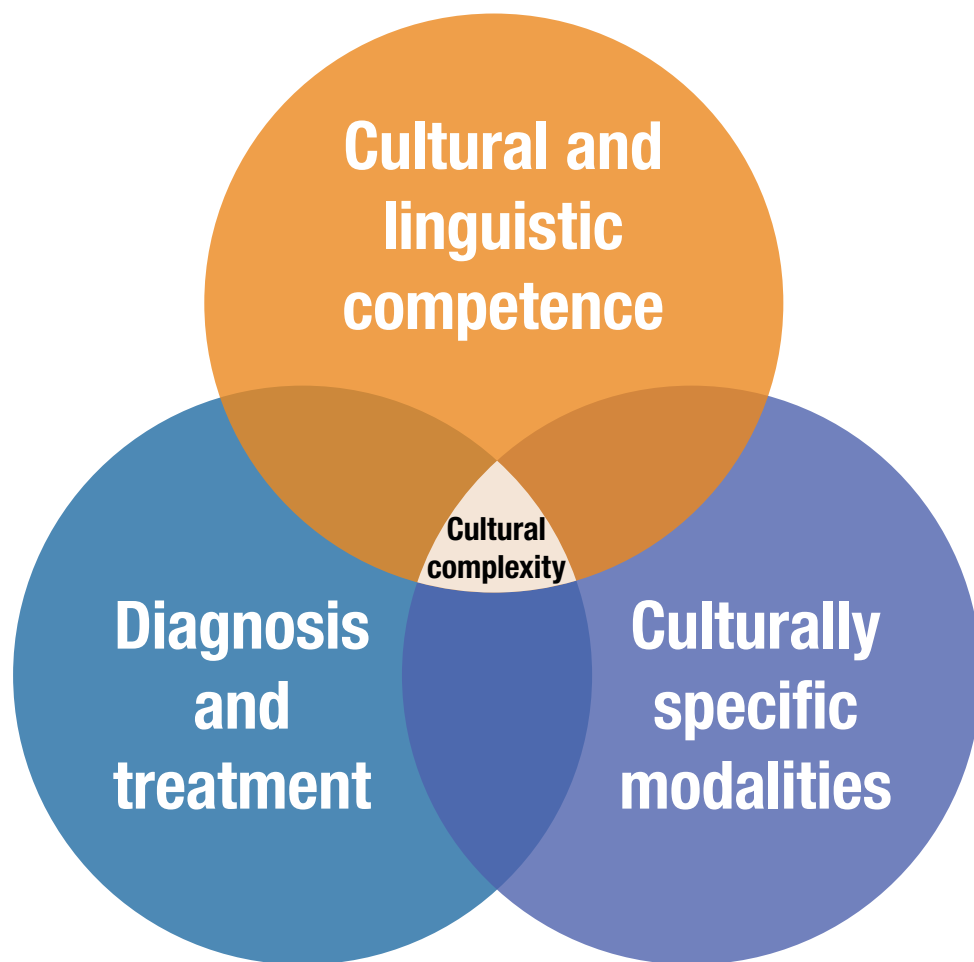 Cultural and
linguistic
competence
Cultural
complexity
Diagnosis
and
treatment
Culturally
specific
modalities